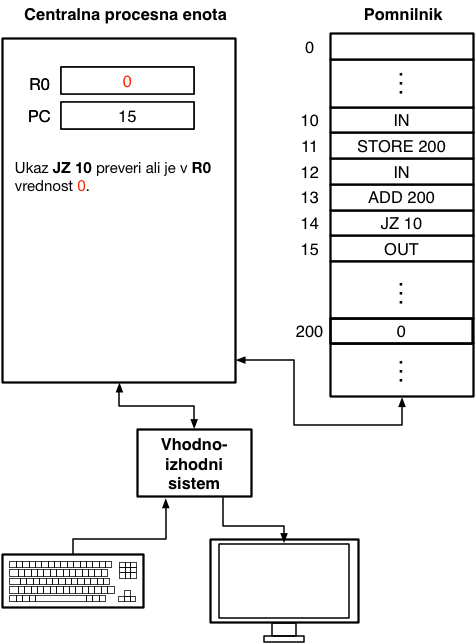 Centralna procesna enota
R0 0
PC 15
Ukaz JZ 10 preveri ali je v R0
vrednost 0.
Pomnilnik
0
10 IN
11 STORE 200
12 IN
13 ADD 200
14 JZ 10
15 OUT
200 0
Vhodno-
izhodni
sistem